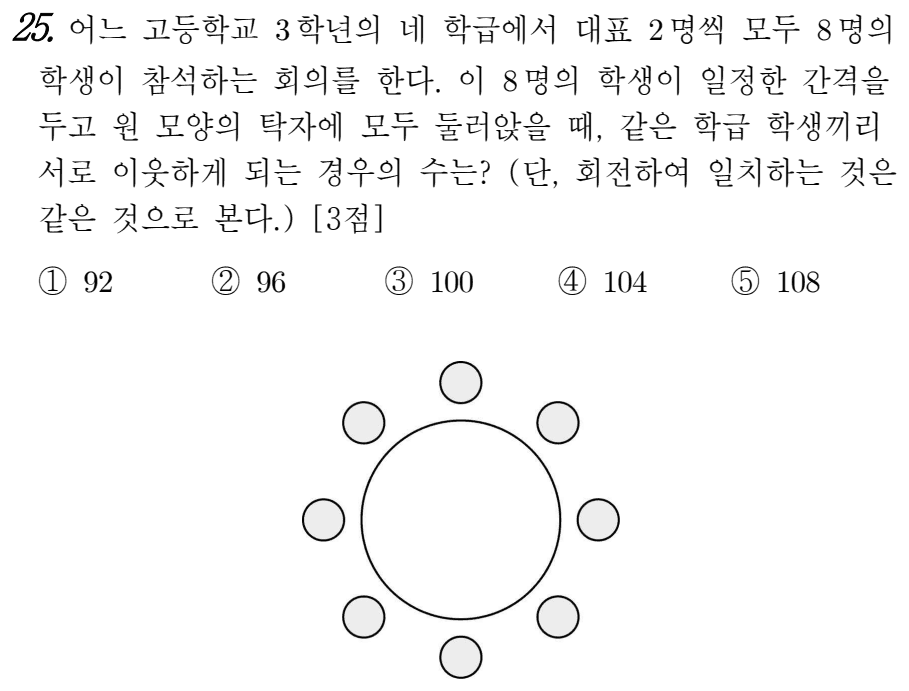 25. 어느 고등학교 3학년의 네 학급에서 대표 2명씩 모두 8명의
학생이 참석하는 회의를 한다. 이 8명의 학생이 일정한 간격을
두고 원 모양의 탁자에 모두 둘러앉을 때, 같은 학급 학생끼리
서로 이웃하게 되는 경우의 수는? (단, 회전하여 일치하는 것은
같은 것으로 본다.) [3점]
① 92 ② 96 ③ 100 ④ 104 ⑤ 108